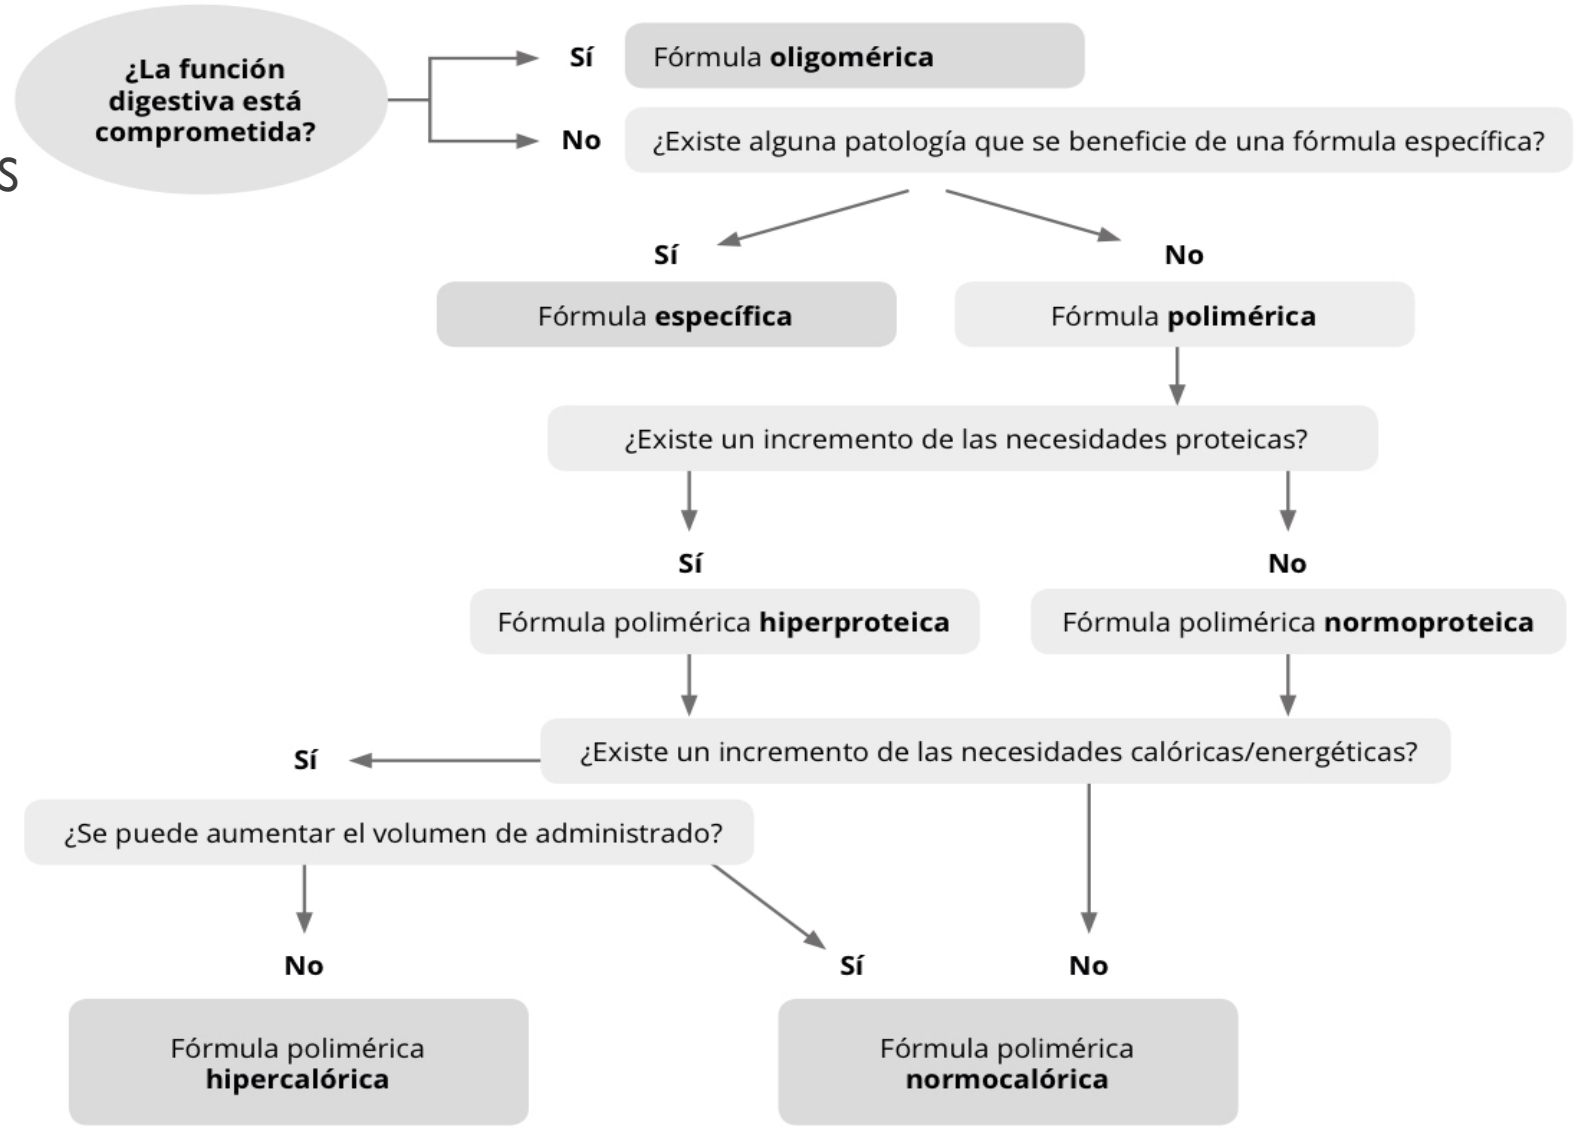 ¿La función
digestiva está
comprometida?
Sí
Fórmula oligomérica
No
¿Existe alguna patología que se beneficie de una fórmula específica?
s
Sí
No
Fórmula específica
Fórmula polimérica
¿Existe un incremento de las necesidades proteicas?
Sí
No
Fórmula polimérica hiperproteica
Fórmula polimérica normoproteica
¿Existe un incremento de las necesidades calóricas/energéticas?
Sí
¿Se puede aumentar el volumen de administrado?
No
Sí
No
Fórmula polimérica
hipercalórica
Fórmula polimérica
normocalórica